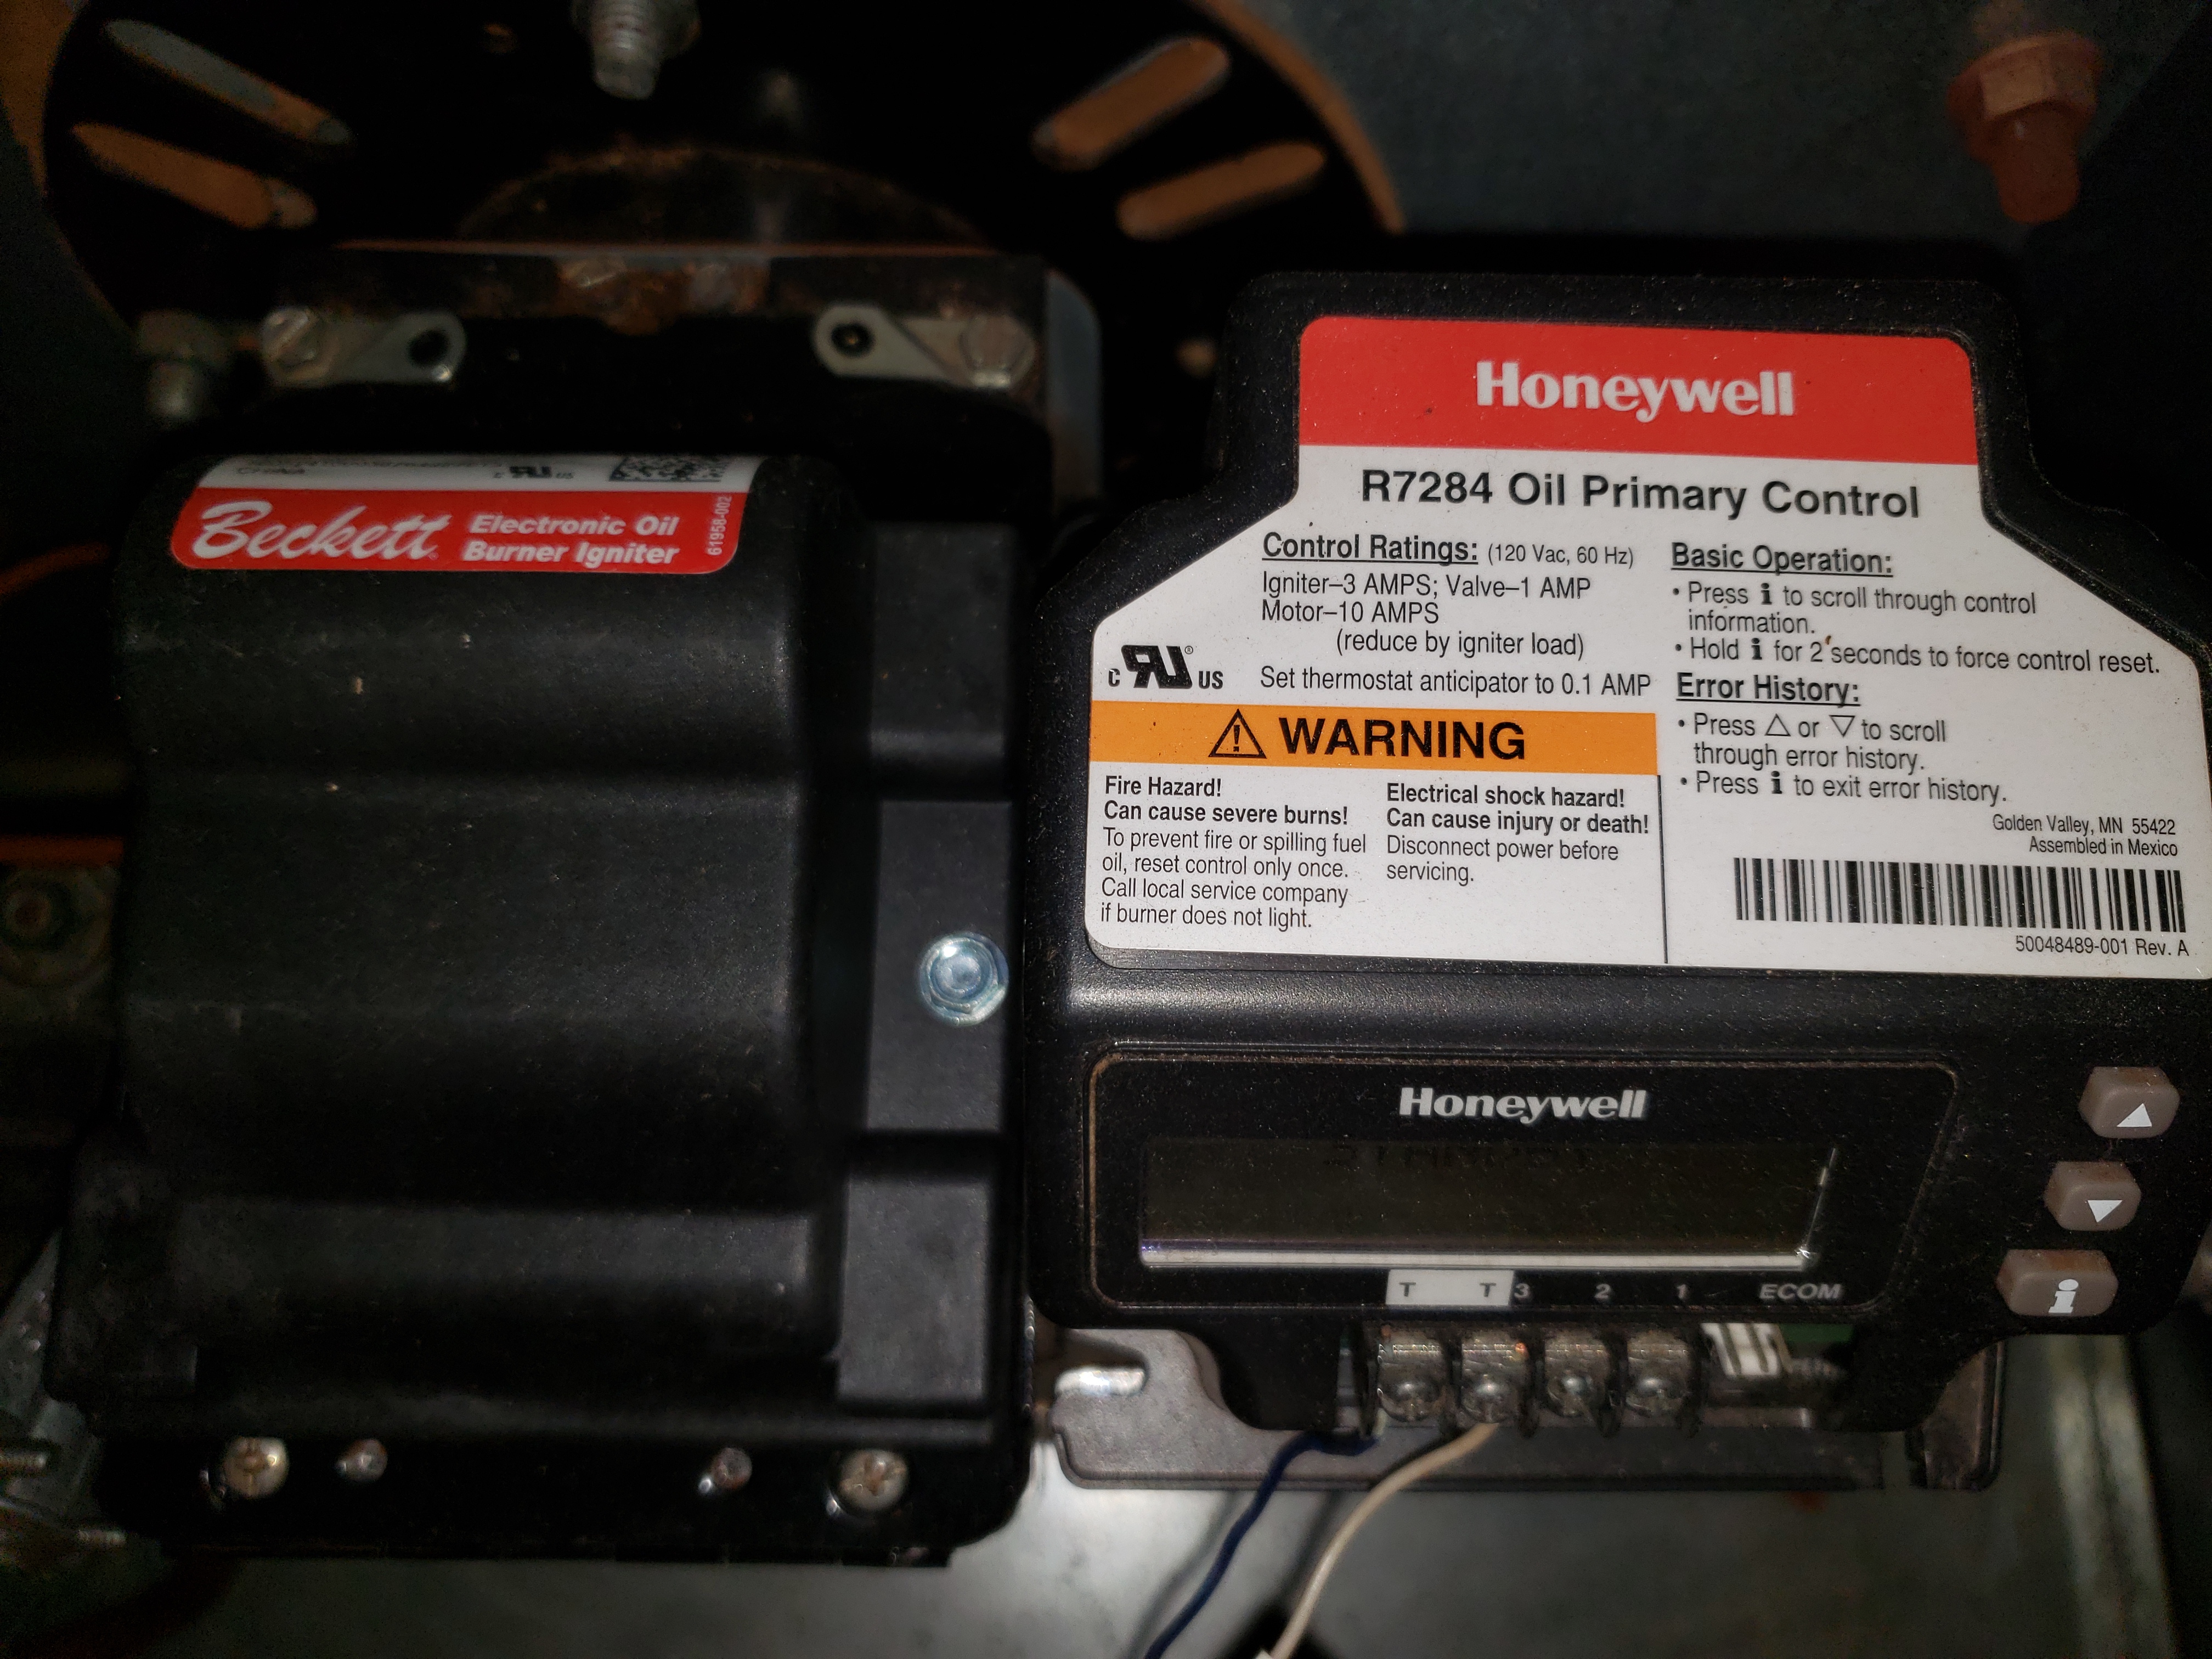 CHINA
c RU US
Beckett Electronic Oil
Burner Igniter
61958-002
Honeywell
R7284 Oil Primary Control
Control Ratings: (120 Vac, 60 Hz)
Igniter–3 AMPS; Valve–1 AMP
Motor–10 AMPS
(reduce by igniter load)
Set thermostat anticipator to 0.1 AMP
c RU ® US
⚠ WARNING
Fire Hazard!
Can cause severe burns!
To prevent fire or spilling fuel
oil, reset control only once.
Call local service company
if burner does not light.
Electrical shock hazard!
Can cause injury or death!
Disconnect power before
servicing.
Basic Operation:
• Press i to scroll through control
information.
• Hold i for 2 seconds to force control reset.
Error History:
• Press △ or ▽ to scroll
through error history.
• Press i to exit error history.
Golden Valley, MN 55422
Assembled in Mexico
50048489-001 Rev. A
Honeywell
T T 3 2 1 ECOM
i